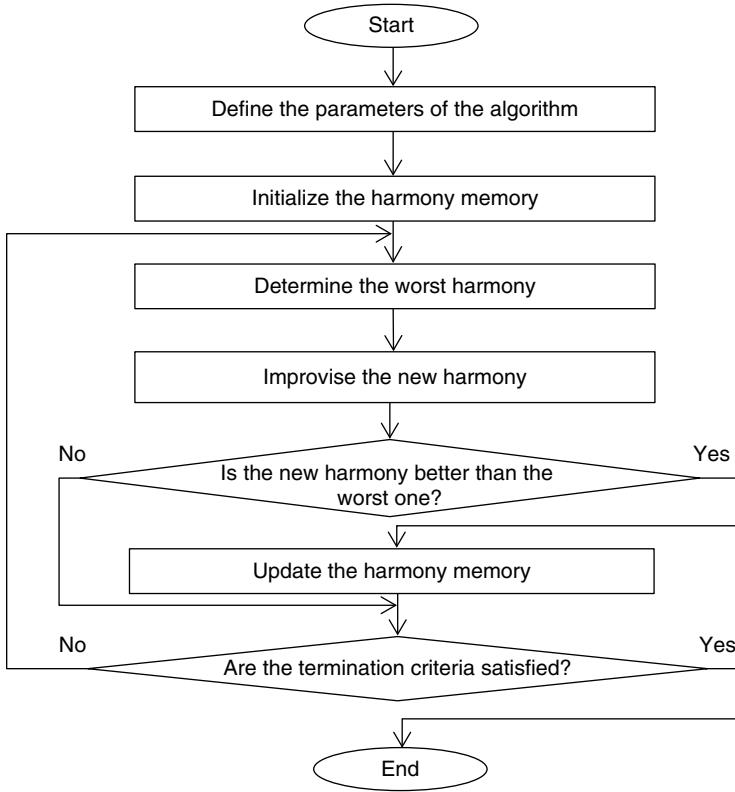 Start
Define the parameters of the algorithm
Initialize the harmony memory
Determine the worst harmony
Improvise the new harmony
No
Yes
Is the new harmony better than the
worst one?
Update the harmony memory
No
Yes
Are the termination criteria satisfied?
End